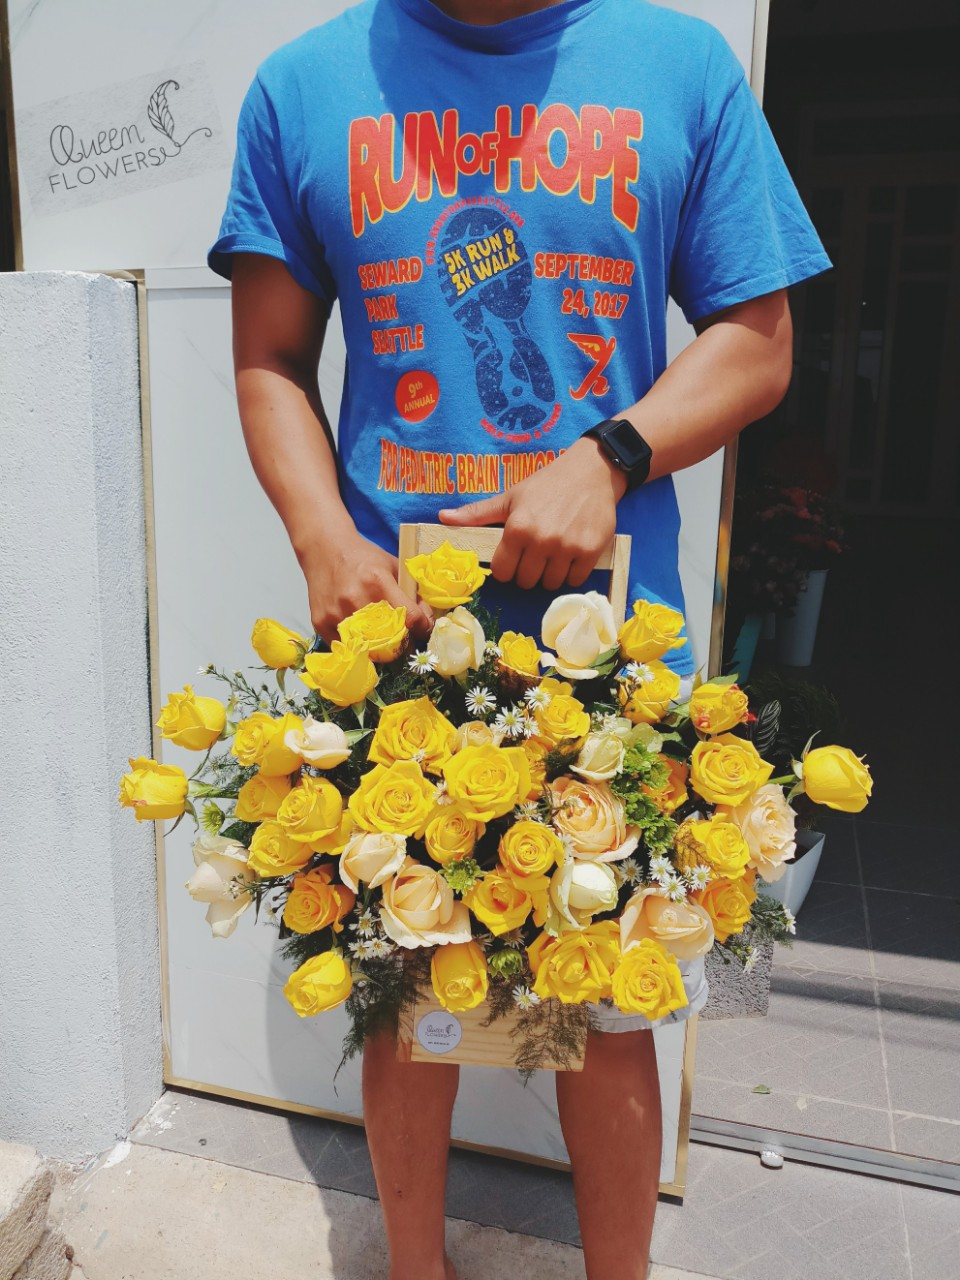 Queen
FLOWERS
RUN OF HOPE
5K RUN &
3K WALK
SEWARD
PARK
SEATTLE
SEPTEMBER
24, 2017
9th
ANNUAL
FOR PEDIATRIC BRAIN TUMOR
Queen